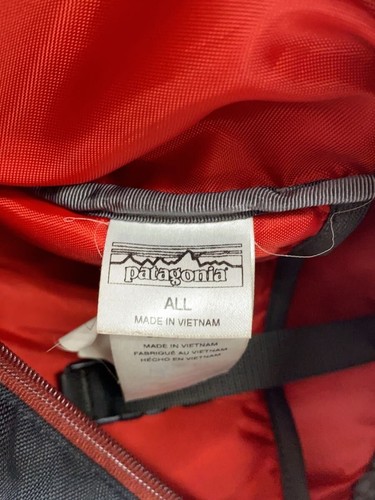 patagonia
ALL
MADE IN VIETNAM
MADE IN VIETNAM
FABRIQUÉ AU VIETNAM
HECHO EN VIETNAM